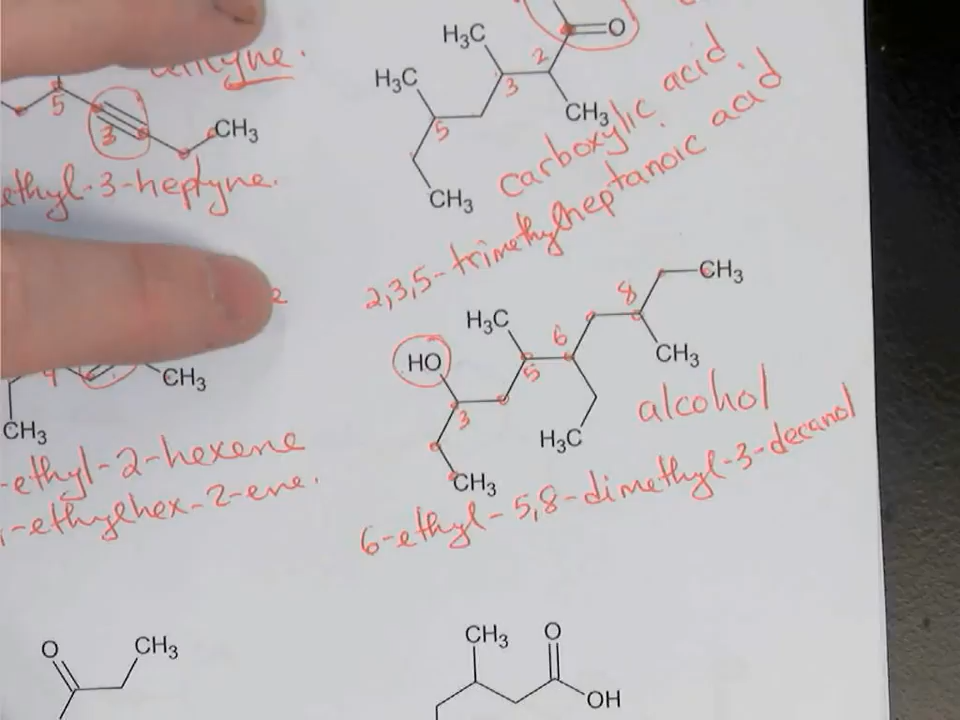 alkyne.
5
3
CH3
ethyl-3-heptyne.
H3C
O
2
3
H3C
CH3
5
CH3
carboxylic acid.
2,3,5-trimethylheptanoic acid
4
CH3
CH3
-ethyl-2-hexene
-ethylhex-2-ene.
8
CH3
H3C
6
HO
5
CH3
3
alcohol
H3C
CH3
6-ethyl-5,8-dimethyl-3-decanol
O
CH3
CH3
O
OH